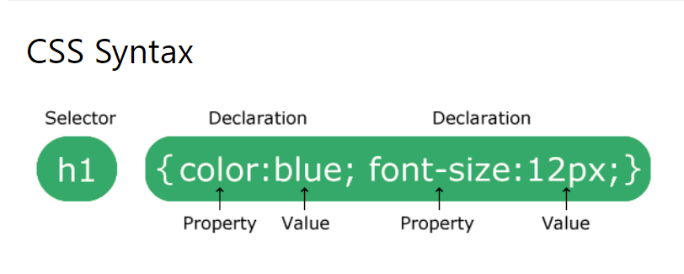 CSS Syntax
Selector Declaration Declaration
h1 {color:blue; font-size:12px;}
Property Value Property Value